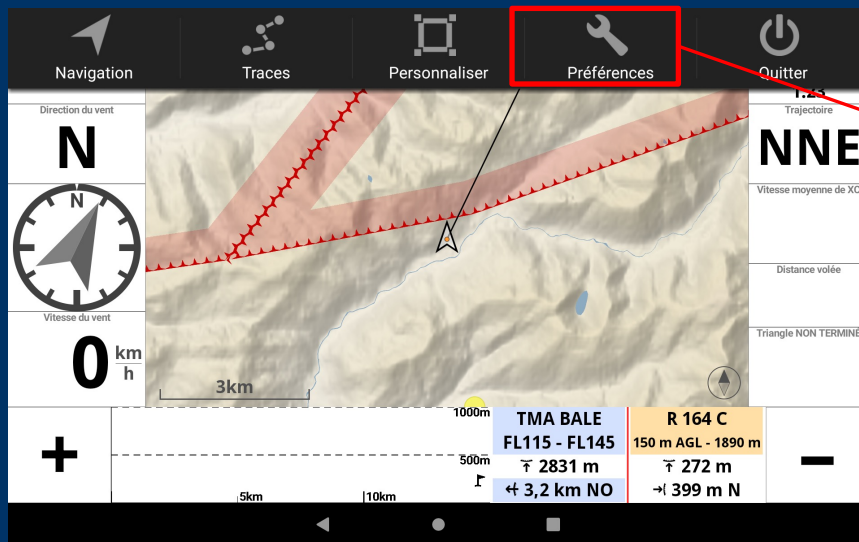 Navigation
Traces
Personnaliser
Préférences
Quitter
Direction du vent
N
N
Vitesse du vent
0 km
h
3km
1.23
Trajectoire
NNE
Vitesse moyenne de XC
Distance volée
Triangle NON TERMINÉ
+
1000m
500m
5km
10km
TMA BALE
FL115 - FL145
2831 m
3,2 km NO
R 164 C
150 m AGL - 1890 m
272 m
399 m N
−